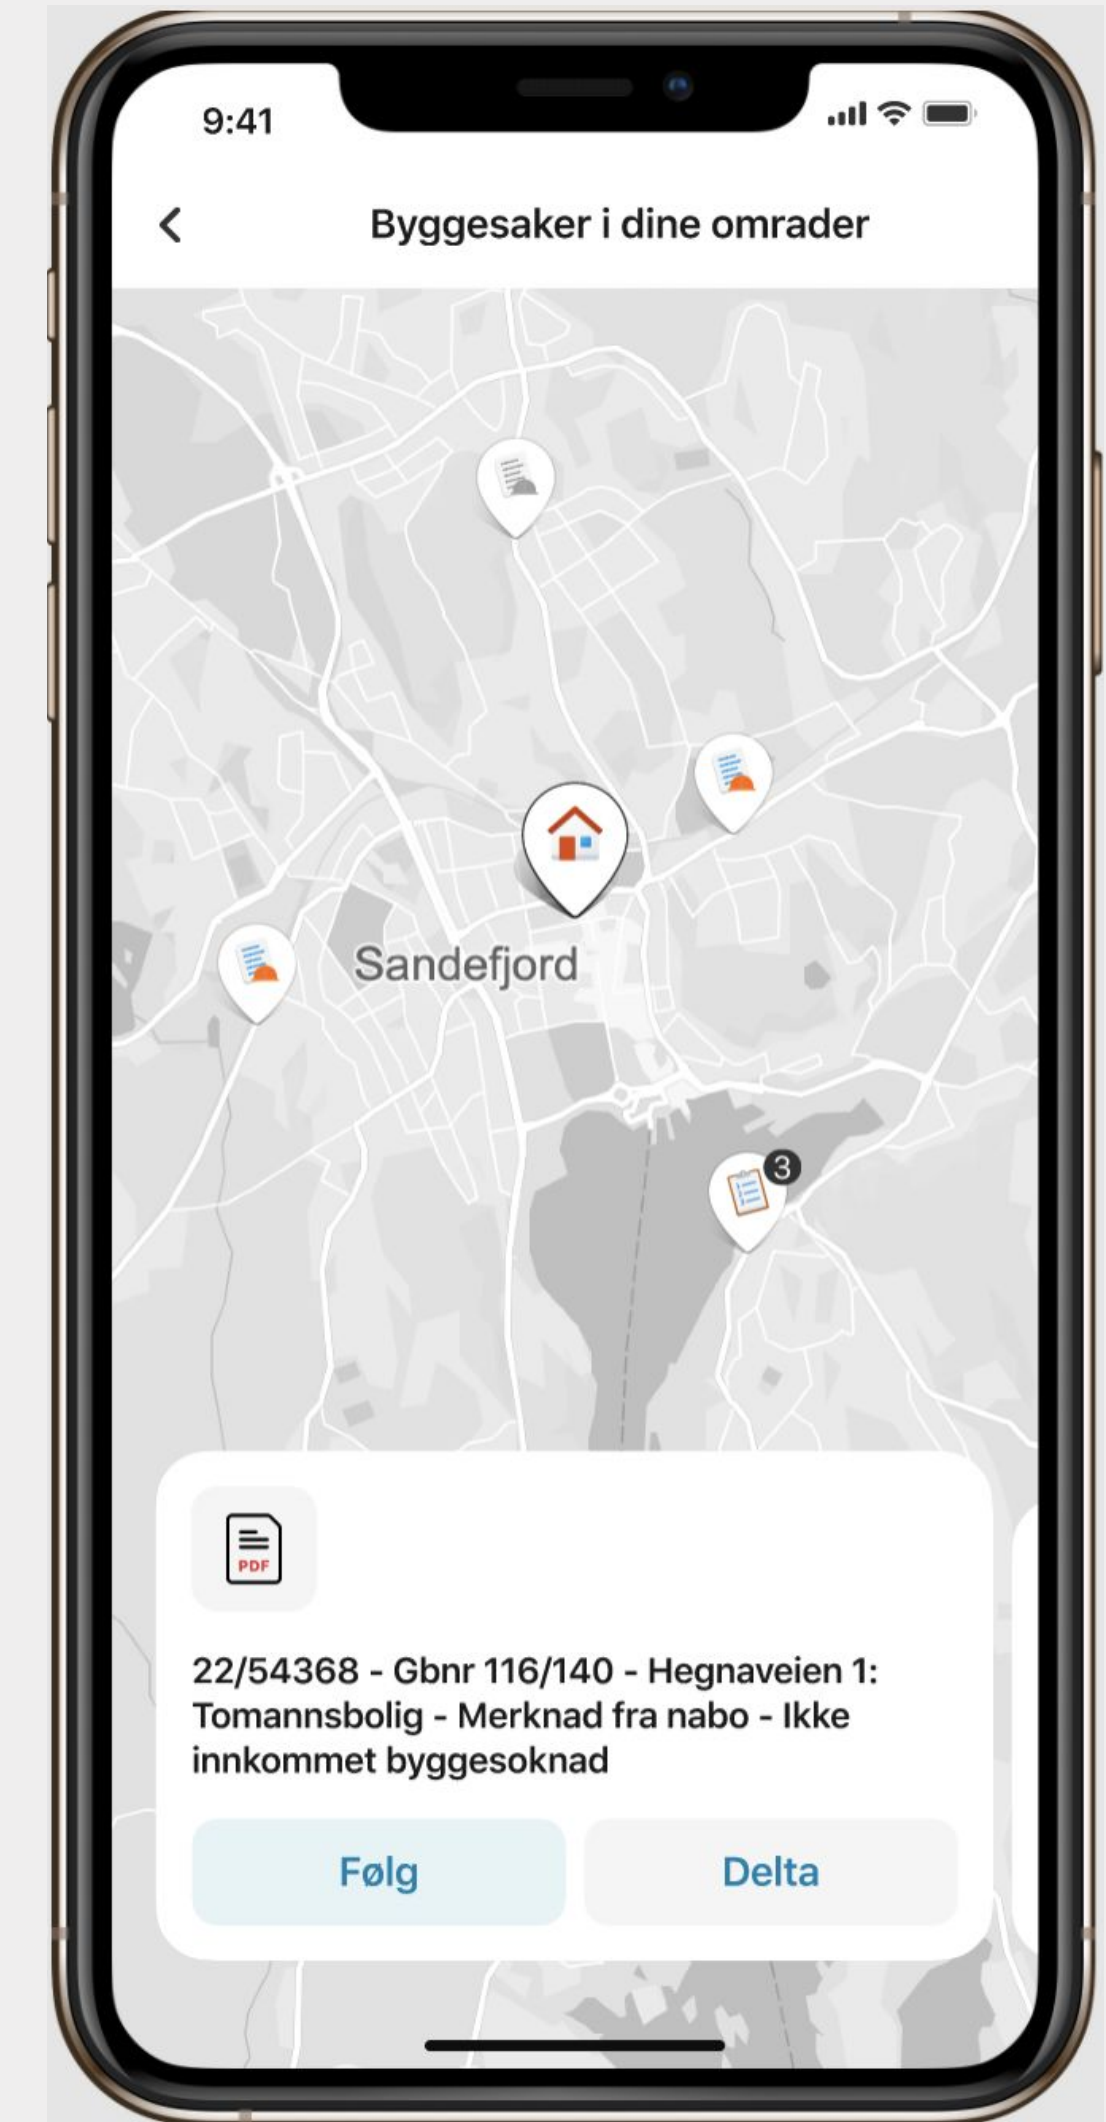 9:41
Byggesaker i dine omrader
Sandefjord
3
PDF
22/54368 - Gbnr 116/140 - Hegnaveien 1:
Tomannsbolig - Merknad fra nabo - Ikke
innkommet byggesoknad
Følg
Delta